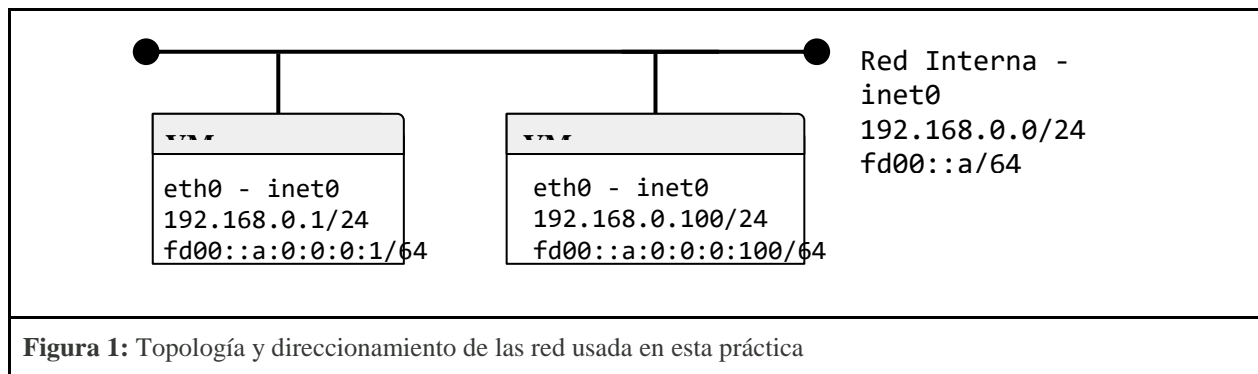 Red Interna -
inet0
192.168.0.0/24
fd00::a/64
eth0 - inet0
192.168.0.1/24
fd00::a:0:0:0:1/64
eth0 - inet0
192.168.0.100/24
fd00::a:0:0:0:100/64
Figura 1: Topología y direccionamiento de las red usada en esta práctica